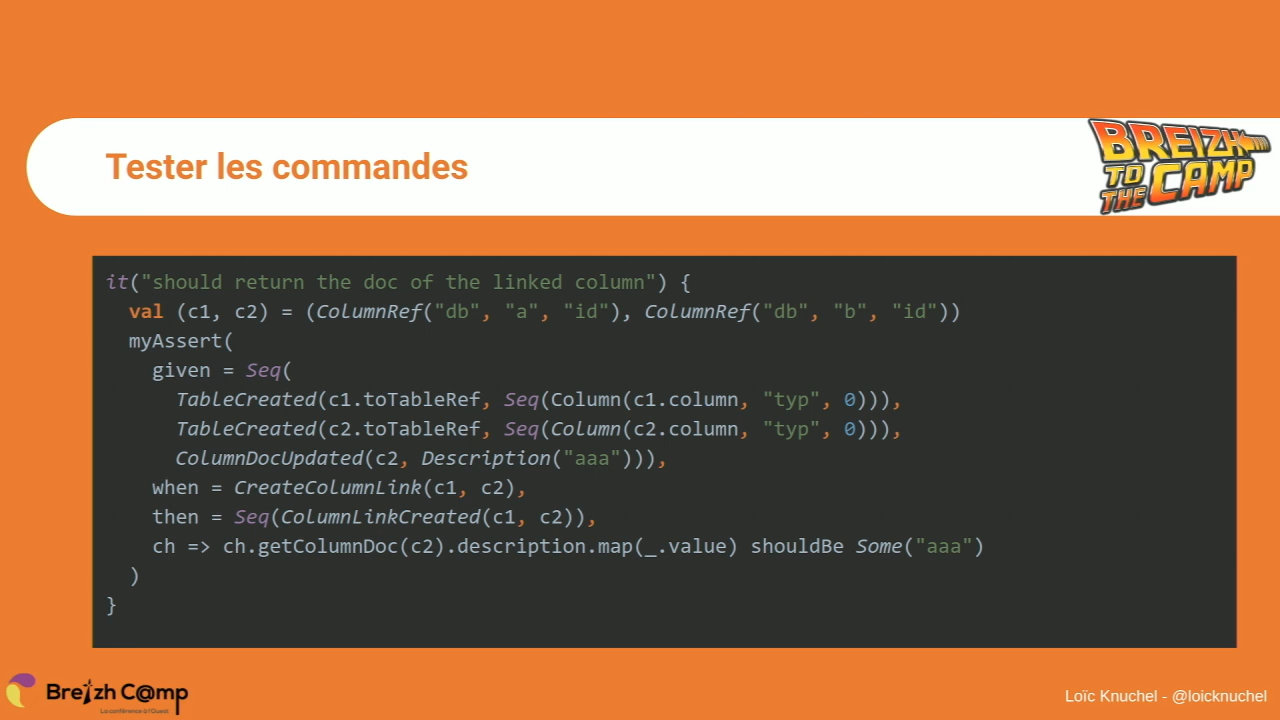 Tester les commandes
BREIZH
TO
THE CAMP
it("should return the doc of the linked column") {
  val (c1, c2) = (ColumnRef("db", "a", "id"), ColumnRef("db", "b", "id"))
  myAssert(
    given = Seq(
      TableCreated(c1.toTableRef, Seq(Column(c1.column, "typ", 0))),
      TableCreated(c2.toTableRef, Seq(Column(c2.column, "typ", 0))),
      ColumnDocUpdated(c2, Description("aaa"))),
    when = CreateColumnLink(c1, c2),
    then = Seq(ColumnLinkCreated(c1, c2)),
    ch => ch.getColumnDoc(c2).description.map(_.value) shouldBe Some("aaa")
  )
}
Breizh C@mp
La conférence à l'Ouest
Loïc Knuchel - @loicknuchel